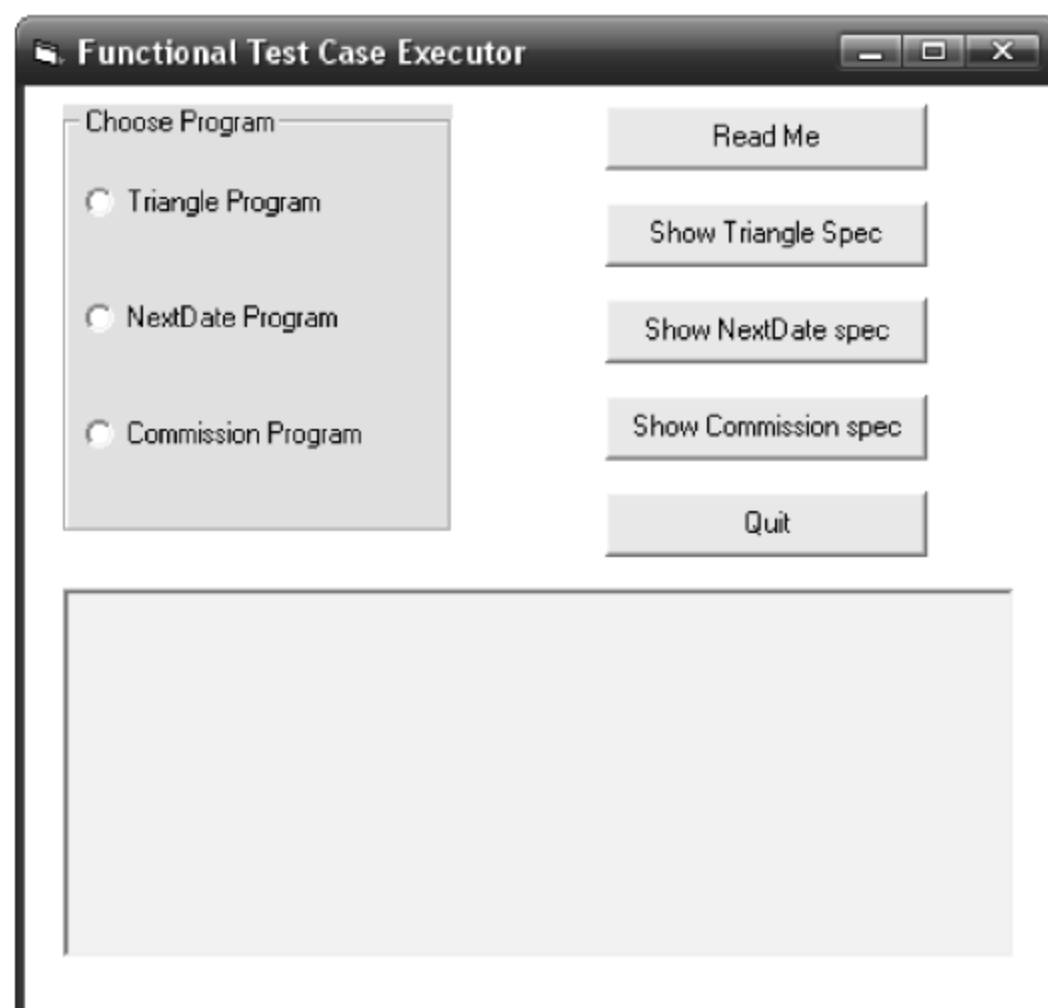 Functional Test Case Executor
Choose Program
Triangle Program
NextDate Program
Commission Program
Read Me
Show Triangle Spec
Show NextDate spec
Show Commission spec
Quit